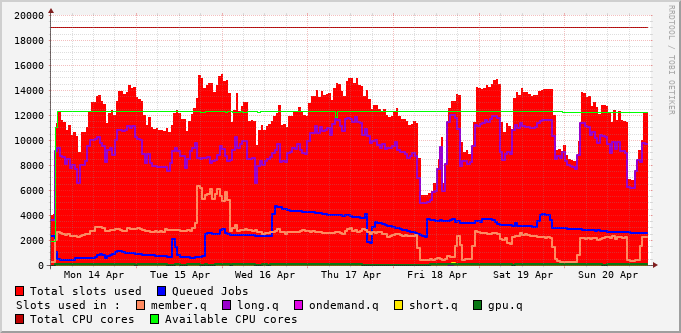 20000
18000
16000
14000
12000
10000
8000
6000
4000
2000
0
Mon 14 Apr Tue 15 Apr Wed 16 Apr Thu 17 Apr Fri 18 Apr Sat 19 Apr Sun 20 Apr
RRDTOOL / TOBI OETIKER
Total slots used Queued Jobs
Slots used in : member.q long.q ondemand.q short.q gpu.q
Total CPU cores Available CPU cores